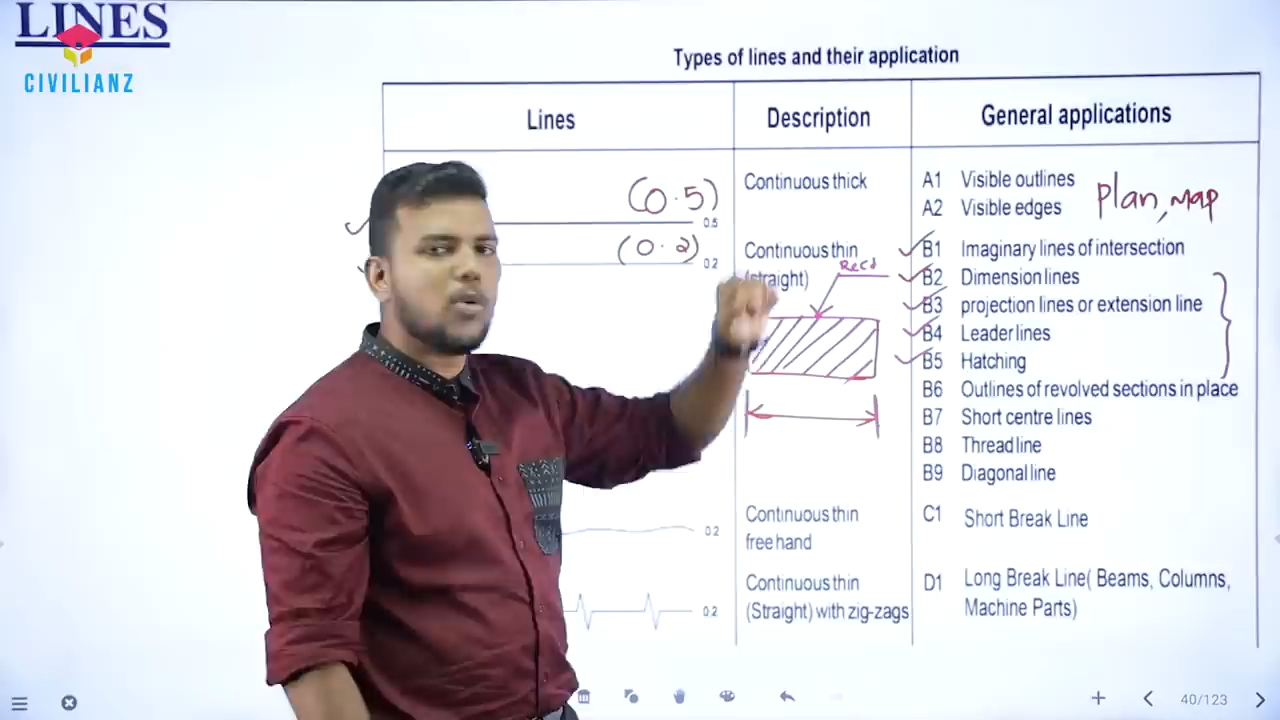 LINES
CIVILIANZ
Types of lines and their application
Lines
Description
General applications
(0.5)
0.5
Continuous thick
A1 Visible outlines
A2 Visible edges
Plan, Map
(0.2)
0.2
Continuous thin
(straight)
Rect
B1 Imaginary lines of intersection
B2 Dimension lines
B3 projection lines or extension line
B4 Leader lines
B5 Hatching
B6 Outlines of revolved sections in place
B7 Short centre lines
B8 Thread line
B9 Diagonal line
0.2
Continuous thin
free hand
C1 Short Break Line
0.2
Continuous thin
(Straight) with zig-zags
D1 Long Break Line( Beams, Columns,
Machine Parts)
40/123